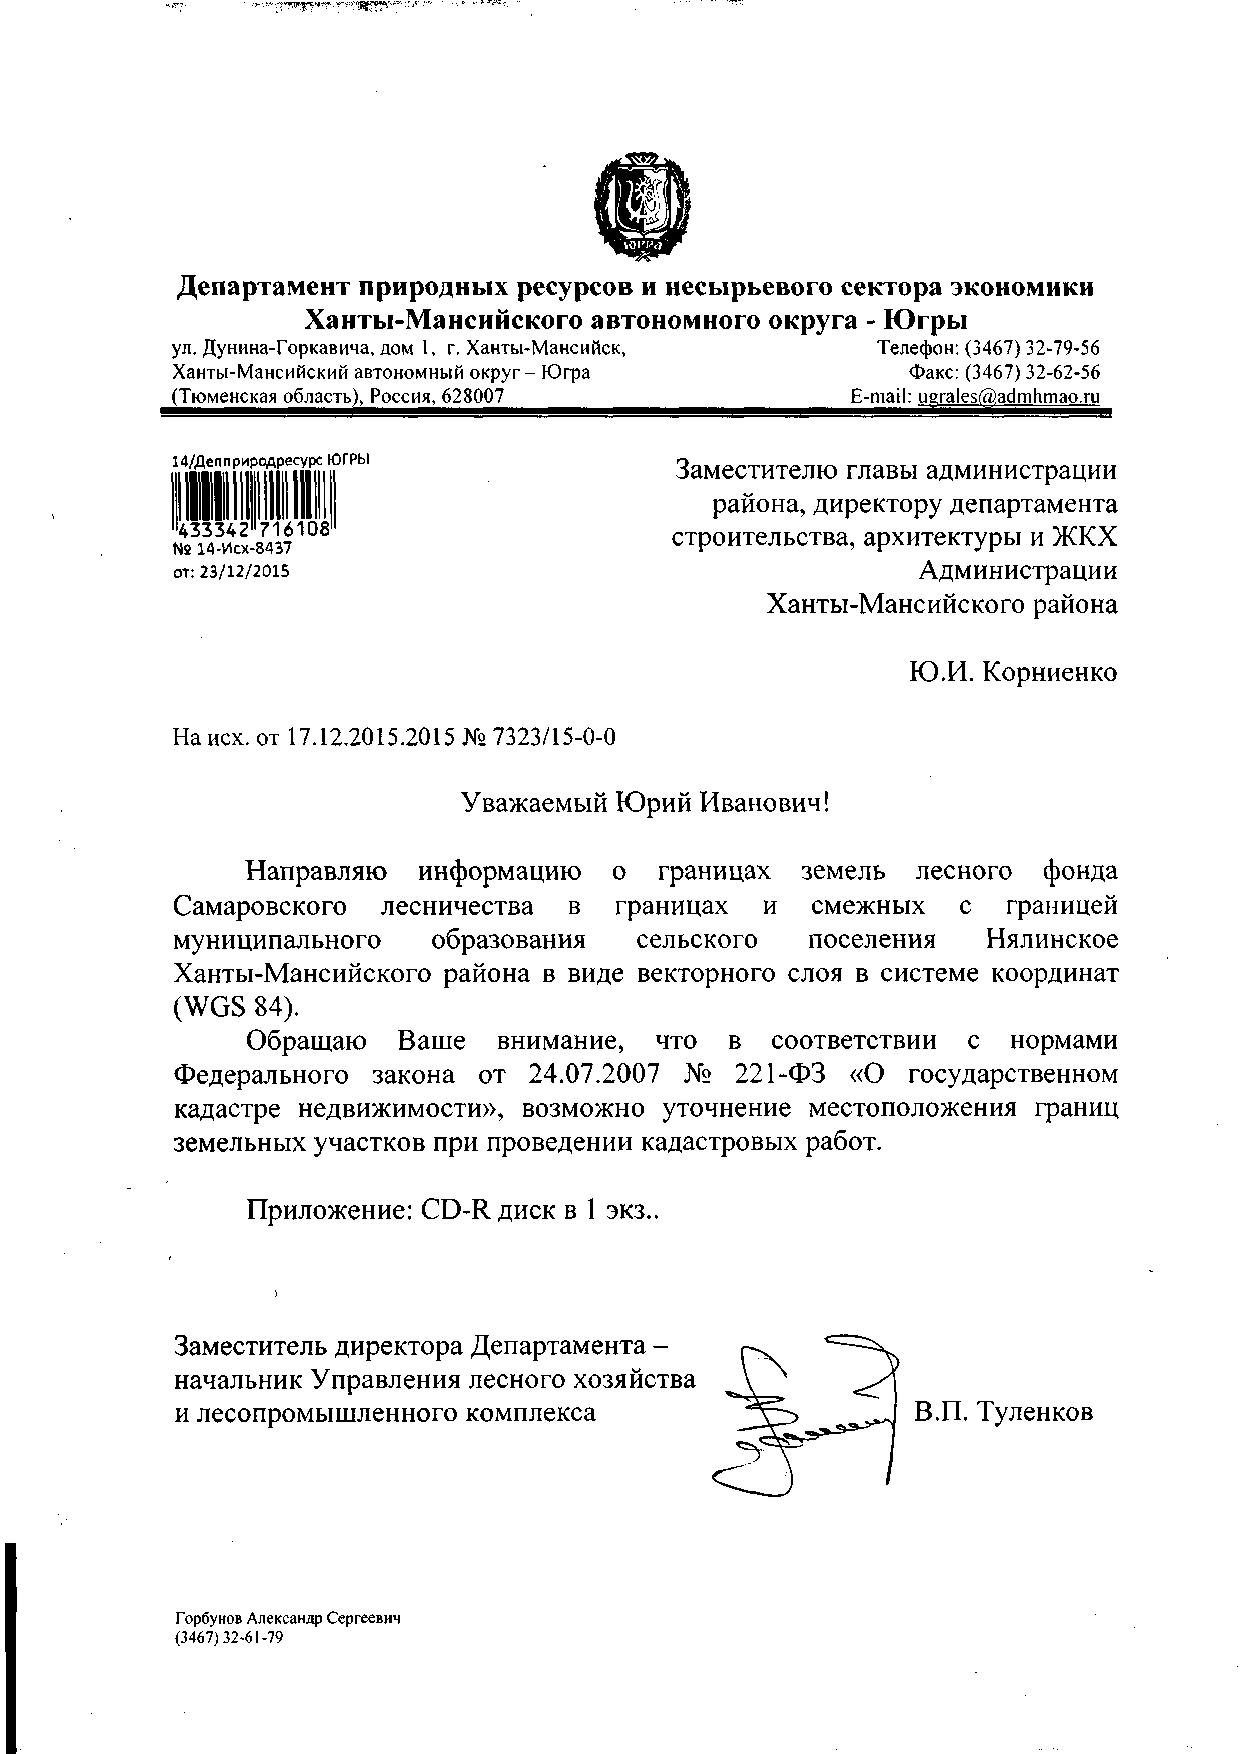 ЮГРА
Департамент природных ресурсов и несырьевого сектора экономики
Ханты-Мансийского автономного округа - Югры
ул. Дунина-Горкавича, дом 1, г. Ханты-Мансийск,
Ханты-Мансийский автономный округ – Югра
(Тюменская область), Россия, 628007
Телефон: (3467) 32-79-56
Факс: (3467) 32-62-56
E-mail: ugrales@admhmao.ru
14/Депприродресурс ЮГРЫ
433342 716108
№ 14-Исх-8437
от: 23/12/2015
Заместителю главы администрации
района, директору департамента
строительства, архитектуры и ЖКХ
Администрации
Ханты-Мансийского района
Ю.И. Корниенко
На исх. от 17.12.2015.2015 № 7323/15-0-0
Уважаемый Юрий Иванович!
Направляю информацию о границах земель лесного фонда
Самаровского лесничества в границах и смежных с границей
муниципального образования сельского поселения Нялинское
Ханты-Мансийского района в виде векторного слоя в системе координат
(WGS 84).
Обращаю Ваше внимание, что в соответствии с нормами
Федерального закона от 24.07.2007 № 221-ФЗ «О государственном
кадастре недвижимости», возможно уточнение местоположения границ
земельных участков при проведении кадастровых работ.
Приложение: CD-R диск в 1 экз..
Заместитель директора Департамента –
начальник Управления лесного хозяйства
и лесопромышленного комплекса
В.П. Туленков
Горбунов Александр Сергеевич
(3467) 32-61-79